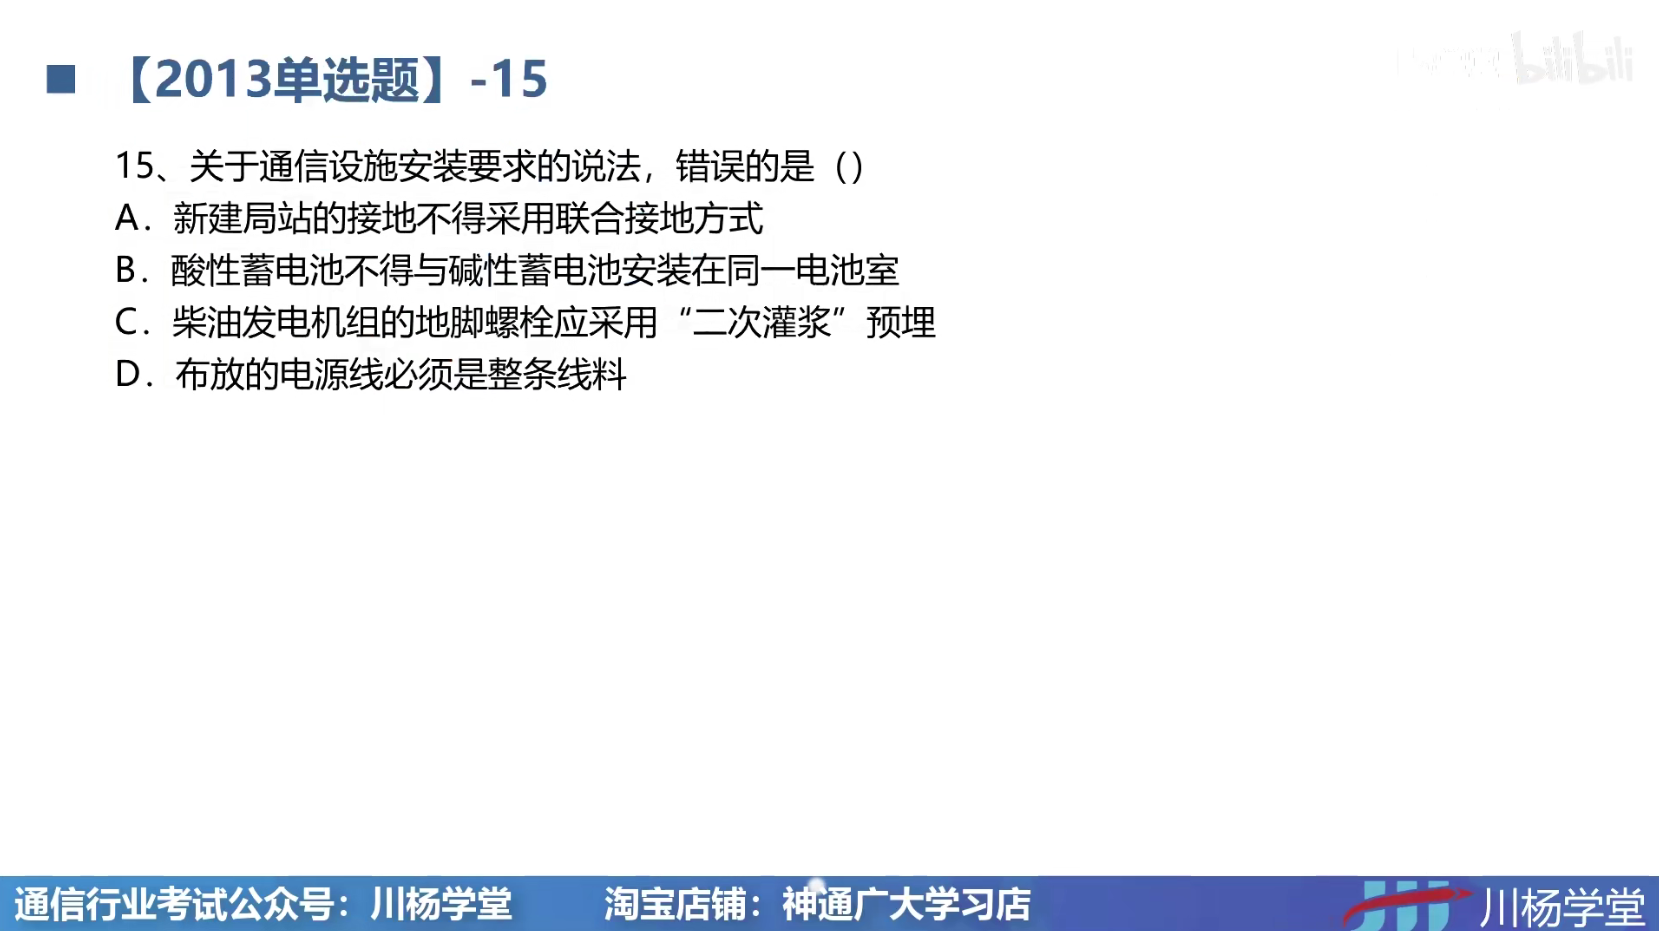 ■ 【2013单选题】-15
bilibili
15、关于通信设施安装要求的说法，错误的是（）
A．新建局站的接地不得采用联合接地方式
B．酸性蓄电池不得与碱性蓄电池安装在同一电池室
C．柴油发电机组的地脚螺栓应采用“二次灌浆”预埋
D．布放的电源线必须是整条线料
通信行业考试公众号：川杨学堂 淘宝店铺：神通广大学习店 川杨学堂